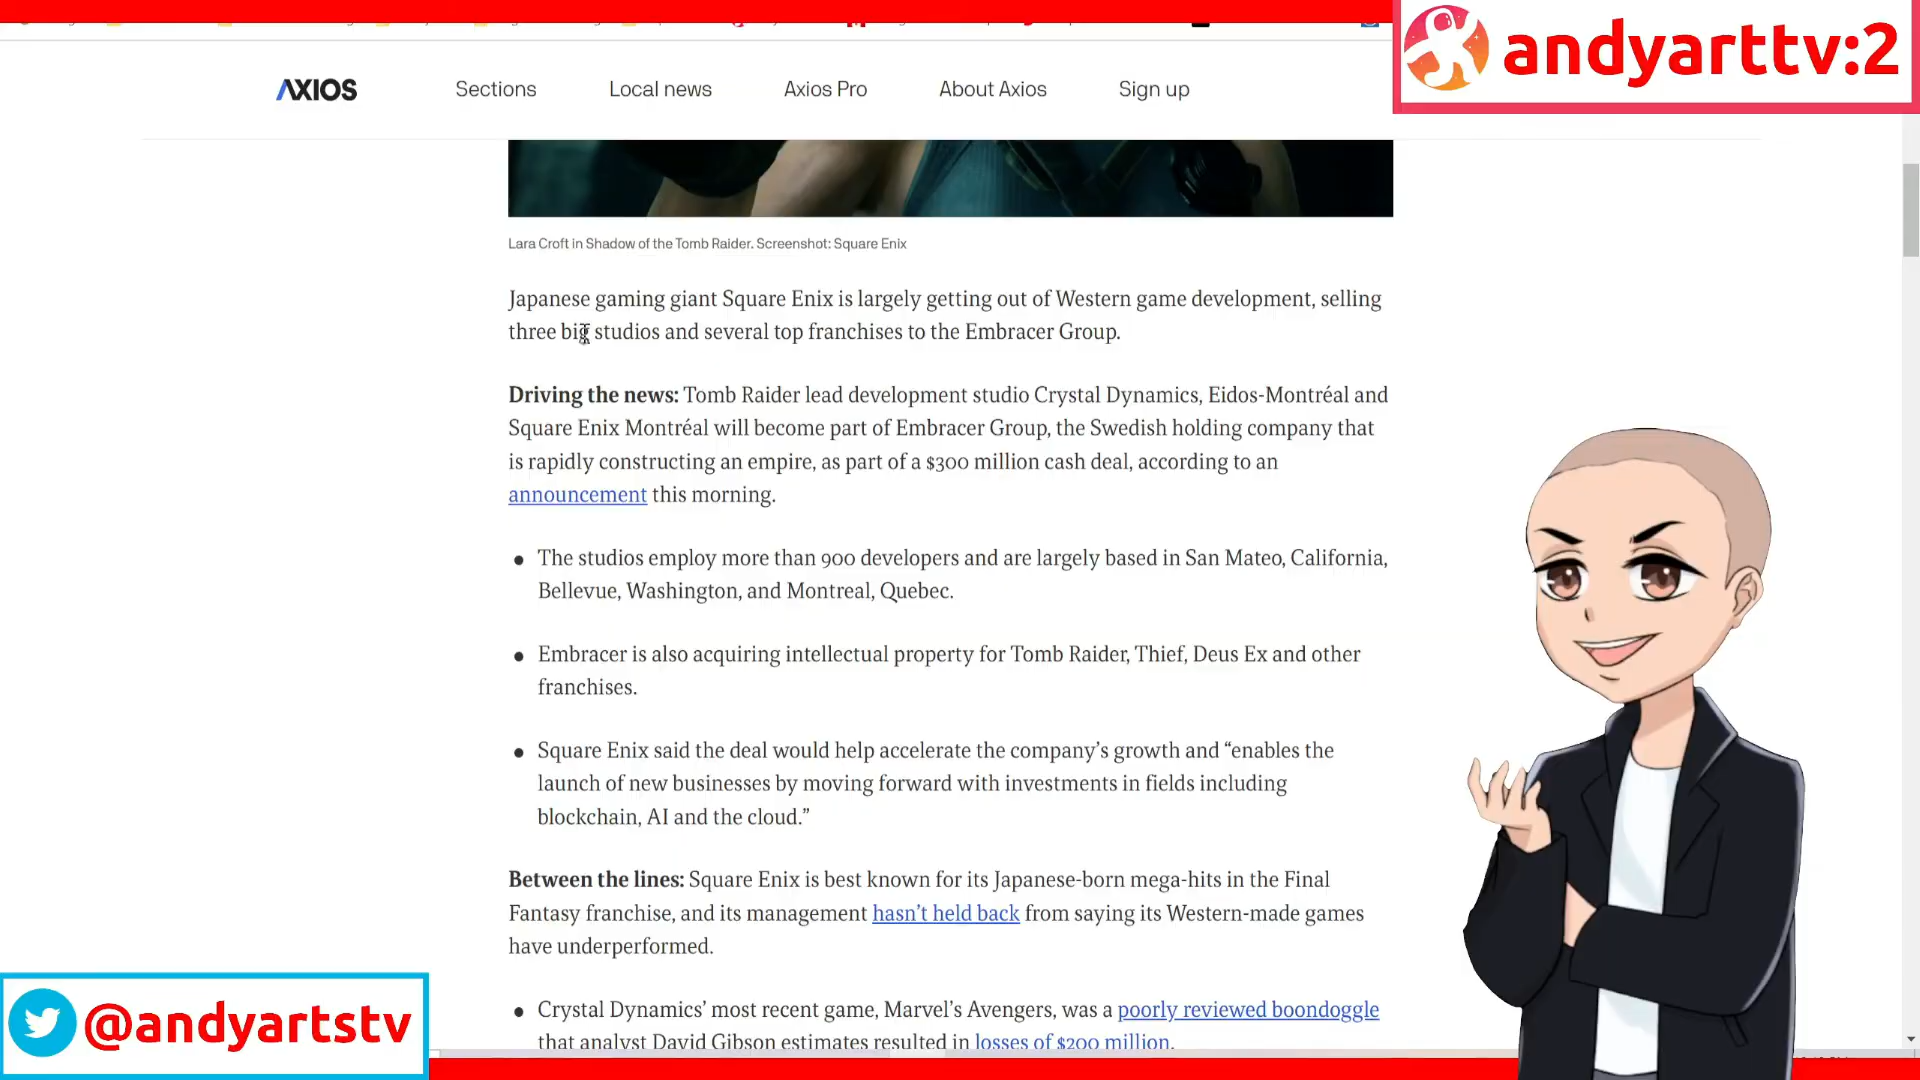 andyarttv:2
AXIOS
Sections
Local news
Axios Pro
About Axios
Sign up
Lara Croft in Shadow of the Tomb Raider. Screenshot: Square Enix
Japanese gaming giant Square Enix is largely getting out of Western game development, selling
three big studios and several top franchises to the Embracer Group.
Driving the news: Tomb Raider lead development studio Crystal Dynamics, Eidos-Montréal and
Square Enix Montréal will become part of Embracer Group, the Swedish holding company that
is rapidly constructing an empire, as part of a $300 million cash deal, according to an
announcement this morning.
● The studios employ more than 900 developers and are largely based in San Mateo, California,
Bellevue, Washington, and Montreal, Quebec.
● Embracer is also acquiring intellectual property for Tomb Raider, Thief, Deus Ex and other
franchises.
● Square Enix said the deal would help accelerate the company’s growth and “enables the
launch of new businesses by moving forward with investments in fields including
blockchain, AI and the cloud.”
Between the lines: Square Enix is best known for its Japanese-born mega-hits in the Final
Fantasy franchise, and its management hasn’t held back from saying its Western-made games
have underperformed.
● Crystal Dynamics’ most recent game, Marvel’s Avengers, was a poorly reviewed boondoggle
that analyst David Gibson estimates resulted in losses of $200 million.
@andyartstv